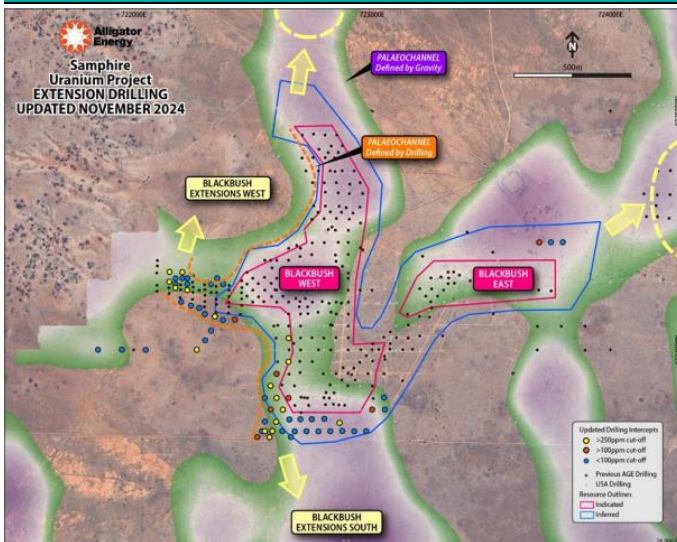 Alligator
Energy
Samphire
Uranium Project
EXTENSION DRILLING
UPDATED NOVEMBER 2024
722000E
723000E
724000E
N
500m
PALAEOCHANNEL
Defined by Gravity
PALAEOCHANNEL
Defined by Drilling
BLACKBUSH
EXTENSIONS WEST
BLACKBUSH
WEST
BLACKBUSH
EAST
BLACKBUSH
EXTENSIONS SOUTH
Updated Drilling Intercepts
>250ppm cut-off
>100ppm cut-off
<100ppm cut-off
Previous AGE Drilling
USA Drilling
Resource Outlines
Indicated
Inferred